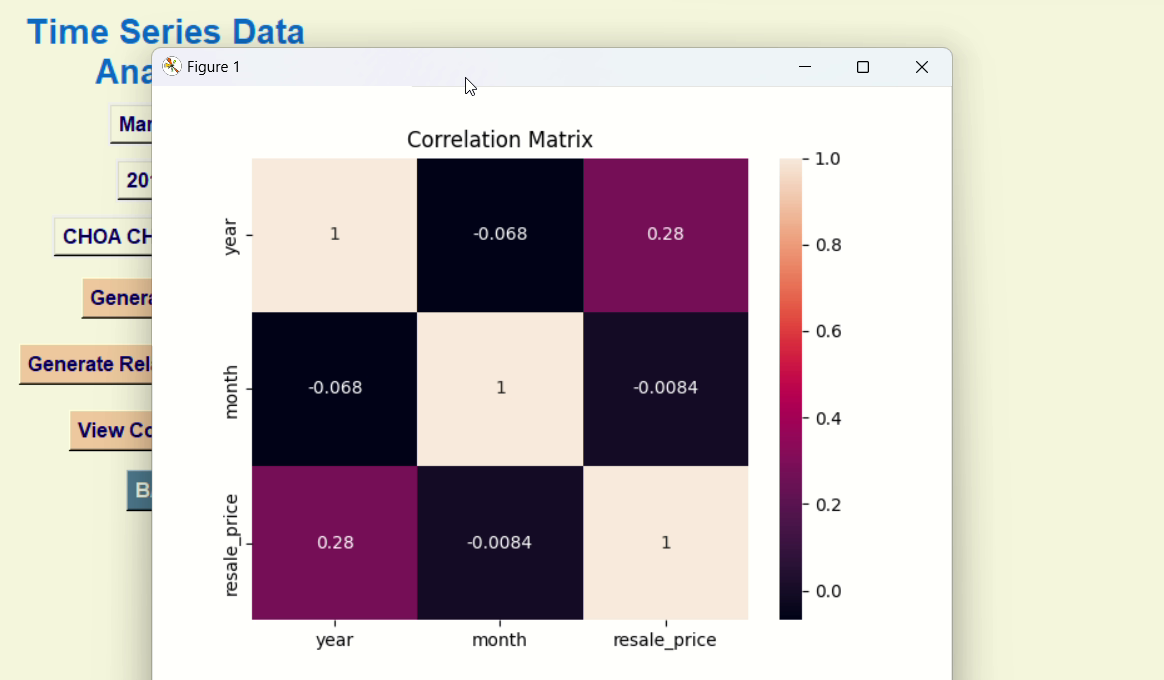 Time Series Data
Ana
Figure 1
Mar
20
CHOA CH
Genera
Generate Rel
View Co
B
Correlation Matrix
year
1
-0.068
0.28
month
-0.068
1
-0.0084
resale_price
0.28
-0.0084
1
year
month
resale_price
1.0
0.8
0.6
0.4
0.2
0.0